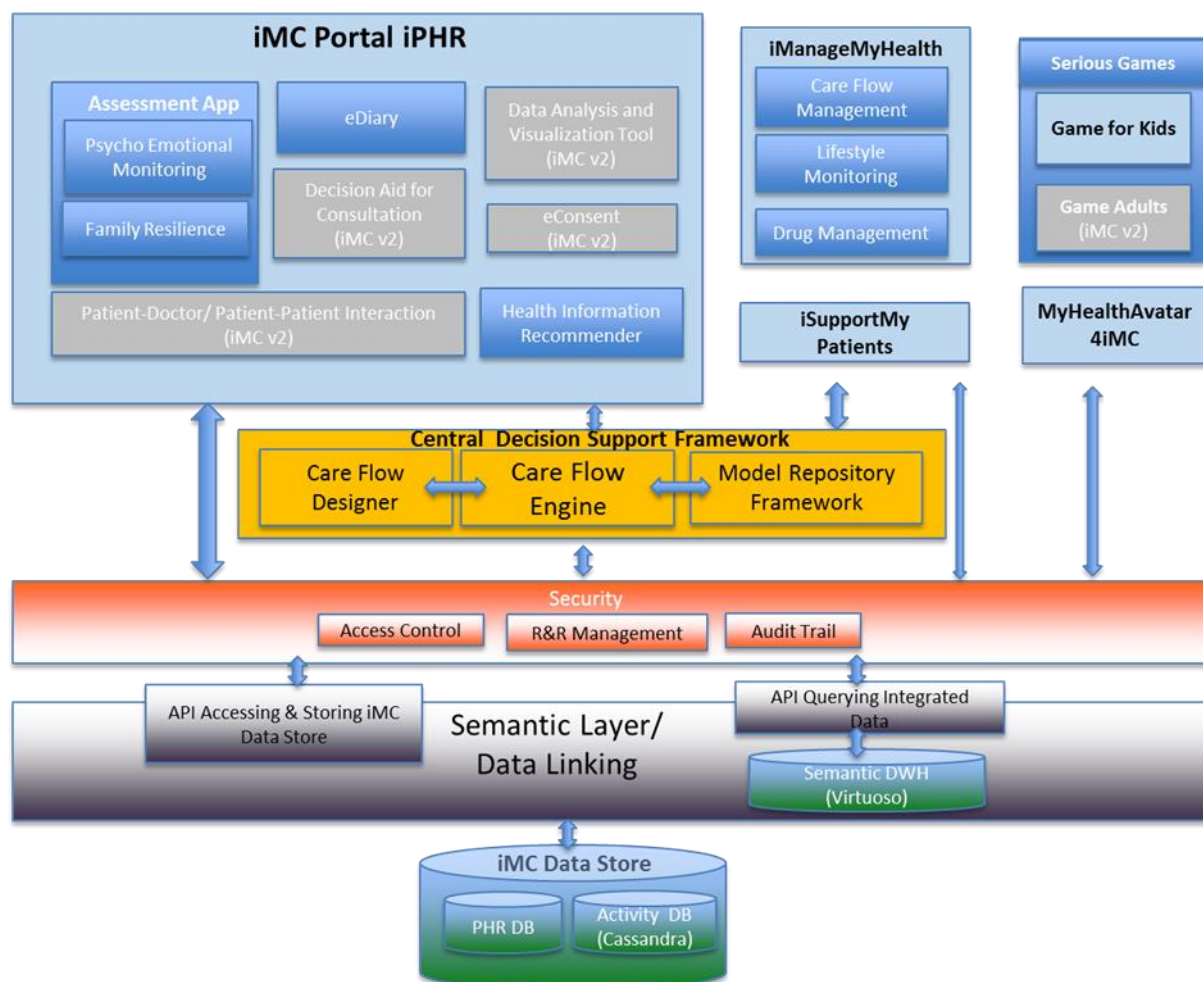 iMC Portal iPHR
Assessment App
Psycho Emotional
Monitoring
Family Resilience
eDiary
Decision Aid for
Consultation
(iMC v2)
Data Analysis and
Visualization Tool
(iMC v2)
eConsent
(iMC v2)
Patient-Doctor/ Patient-Patient Interaction
(iMC v2)
Health Information
Recommender
iManageMyHealth
Care Flow
Management
Lifestyle
Monitoring
Drug Management
iSupportMy
Patients
Serious Games
Game for Kids
Game Adults
(iMC v2)
MyHealthAvatar
4iMC
Central Decision Support Framework
Care Flow
Designer
Care Flow
Engine
Model Repository
Framework
Security
Access Control
R&R Management
Audit Trail
API Accessing & Storing iMC
Data Store
Semantic Layer/
Data Linking
API Querying Integrated
Data
Semantic DWH
(Virtuoso)
iMC Data Store
PHR DB
Activity DB
(Cassandra)